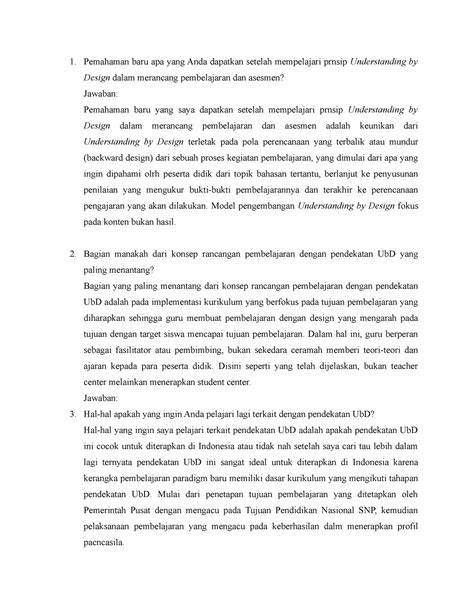 1. Pemahaman baru apa yang Anda dapatkan setelah mempelajari prnsip Understanding by
Design dalam merancang pembelajaran dan asesmen?
Jawaban:
Pemahaman baru yang saya dapatkan setelah mempelajari prnsip Understanding by
Design dalam merancang pembelajaran dan asesmen adalah keunikan dari
Understanding by Design terletak pada pola perencanaan yang terbalik atau mundur
(backward design) dari sebuah proses kegiatan pembelajaran, yang dimulai dari apa yang
ingin dipahami olrh peserta didik dari topik bahasan tertantu, berlanjut ke penyusunan
penilaian yang mengukur bukti-bukti pembelajarannya dan terakhir ke perencanaan
pengajaran yang akan dilakukan. Model pengembangan Understanding by Design fokus
pada konten bukan hasil.
2. Bagian manakah dari konsep rancangan pembelajaran dengan pendekatan UbD yang
paling menantang?
Bagian yang paling menantang dari konsep rancangan pembelajaran dengan pendekatan
UbD adalah pada implementasi kurikulum yang berfokus pada tujuan pembelajaran yang
diharapkan sehingga guru membuat pembelajaran dengan design yang mengarah pada
tujuan dengan target siswa mencapai tujuan pembelajaran. Dalam hal ini, guru berperan
sebagai fasilitator atau pembimbing, bukan sekedara ceramah memberi teori-teori dan
ajaran kepada para peserta didik. Disini seperti yang telah dijelaskan, bukan teacher
center melainkan menerapkan student center.
Jawaban:
3. Hal-hal apakah yang ingin Anda pelajari lagi terkait dengan pendekatan UbD?
Hal-hal yang ingin saya pelajari terkait pendekatan UbD adalah apakah pendekatan UbD
ini cocok untuk diterapkan di Indonesia atau tidak nah setelah saya cari tau lebih dalam
lagi ternyata pendekatan UbD ini sangat ideal untuk diterapkan di Indonesia karena
kerangka pembelajaran paradigm baru memiliki dasar kurikulum yang mengikuti tahapan
pendekatan UbD. Mulai dari penetapan tujuan pembelajaran yang ditetapkan oleh
Pemerintah Pusat dengan mengacu pada Tujuan Pendidikan Nasional SNP, kemudian
pelaksanaan pembelajaran yang mengacu pada keberhasilan dalm menerapkan profil
pacncasila.